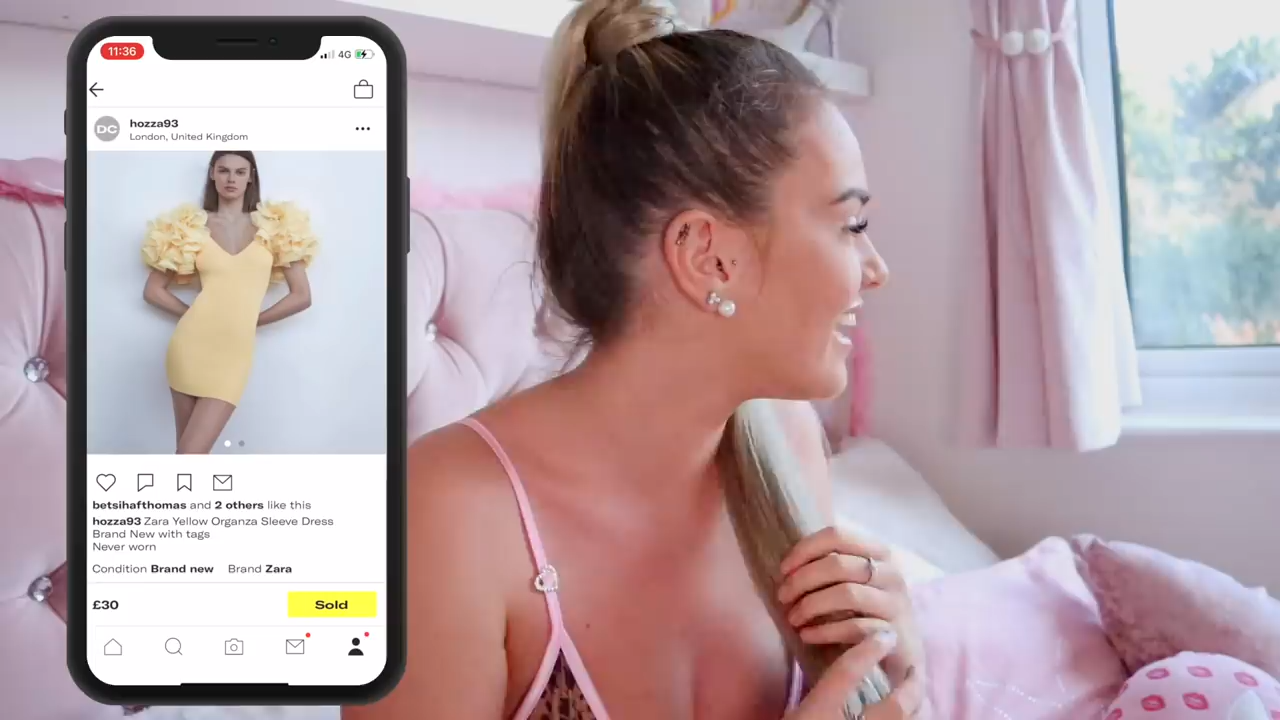 11:36
4G
DC
hozza93
London, United Kingdom
betsihafthomas and 2 others like this
hozza93 Zara Yellow Organza Sleeve Dress
Brand New with tags
Never worn
Condition Brand new Brand Zara
£30
Sold